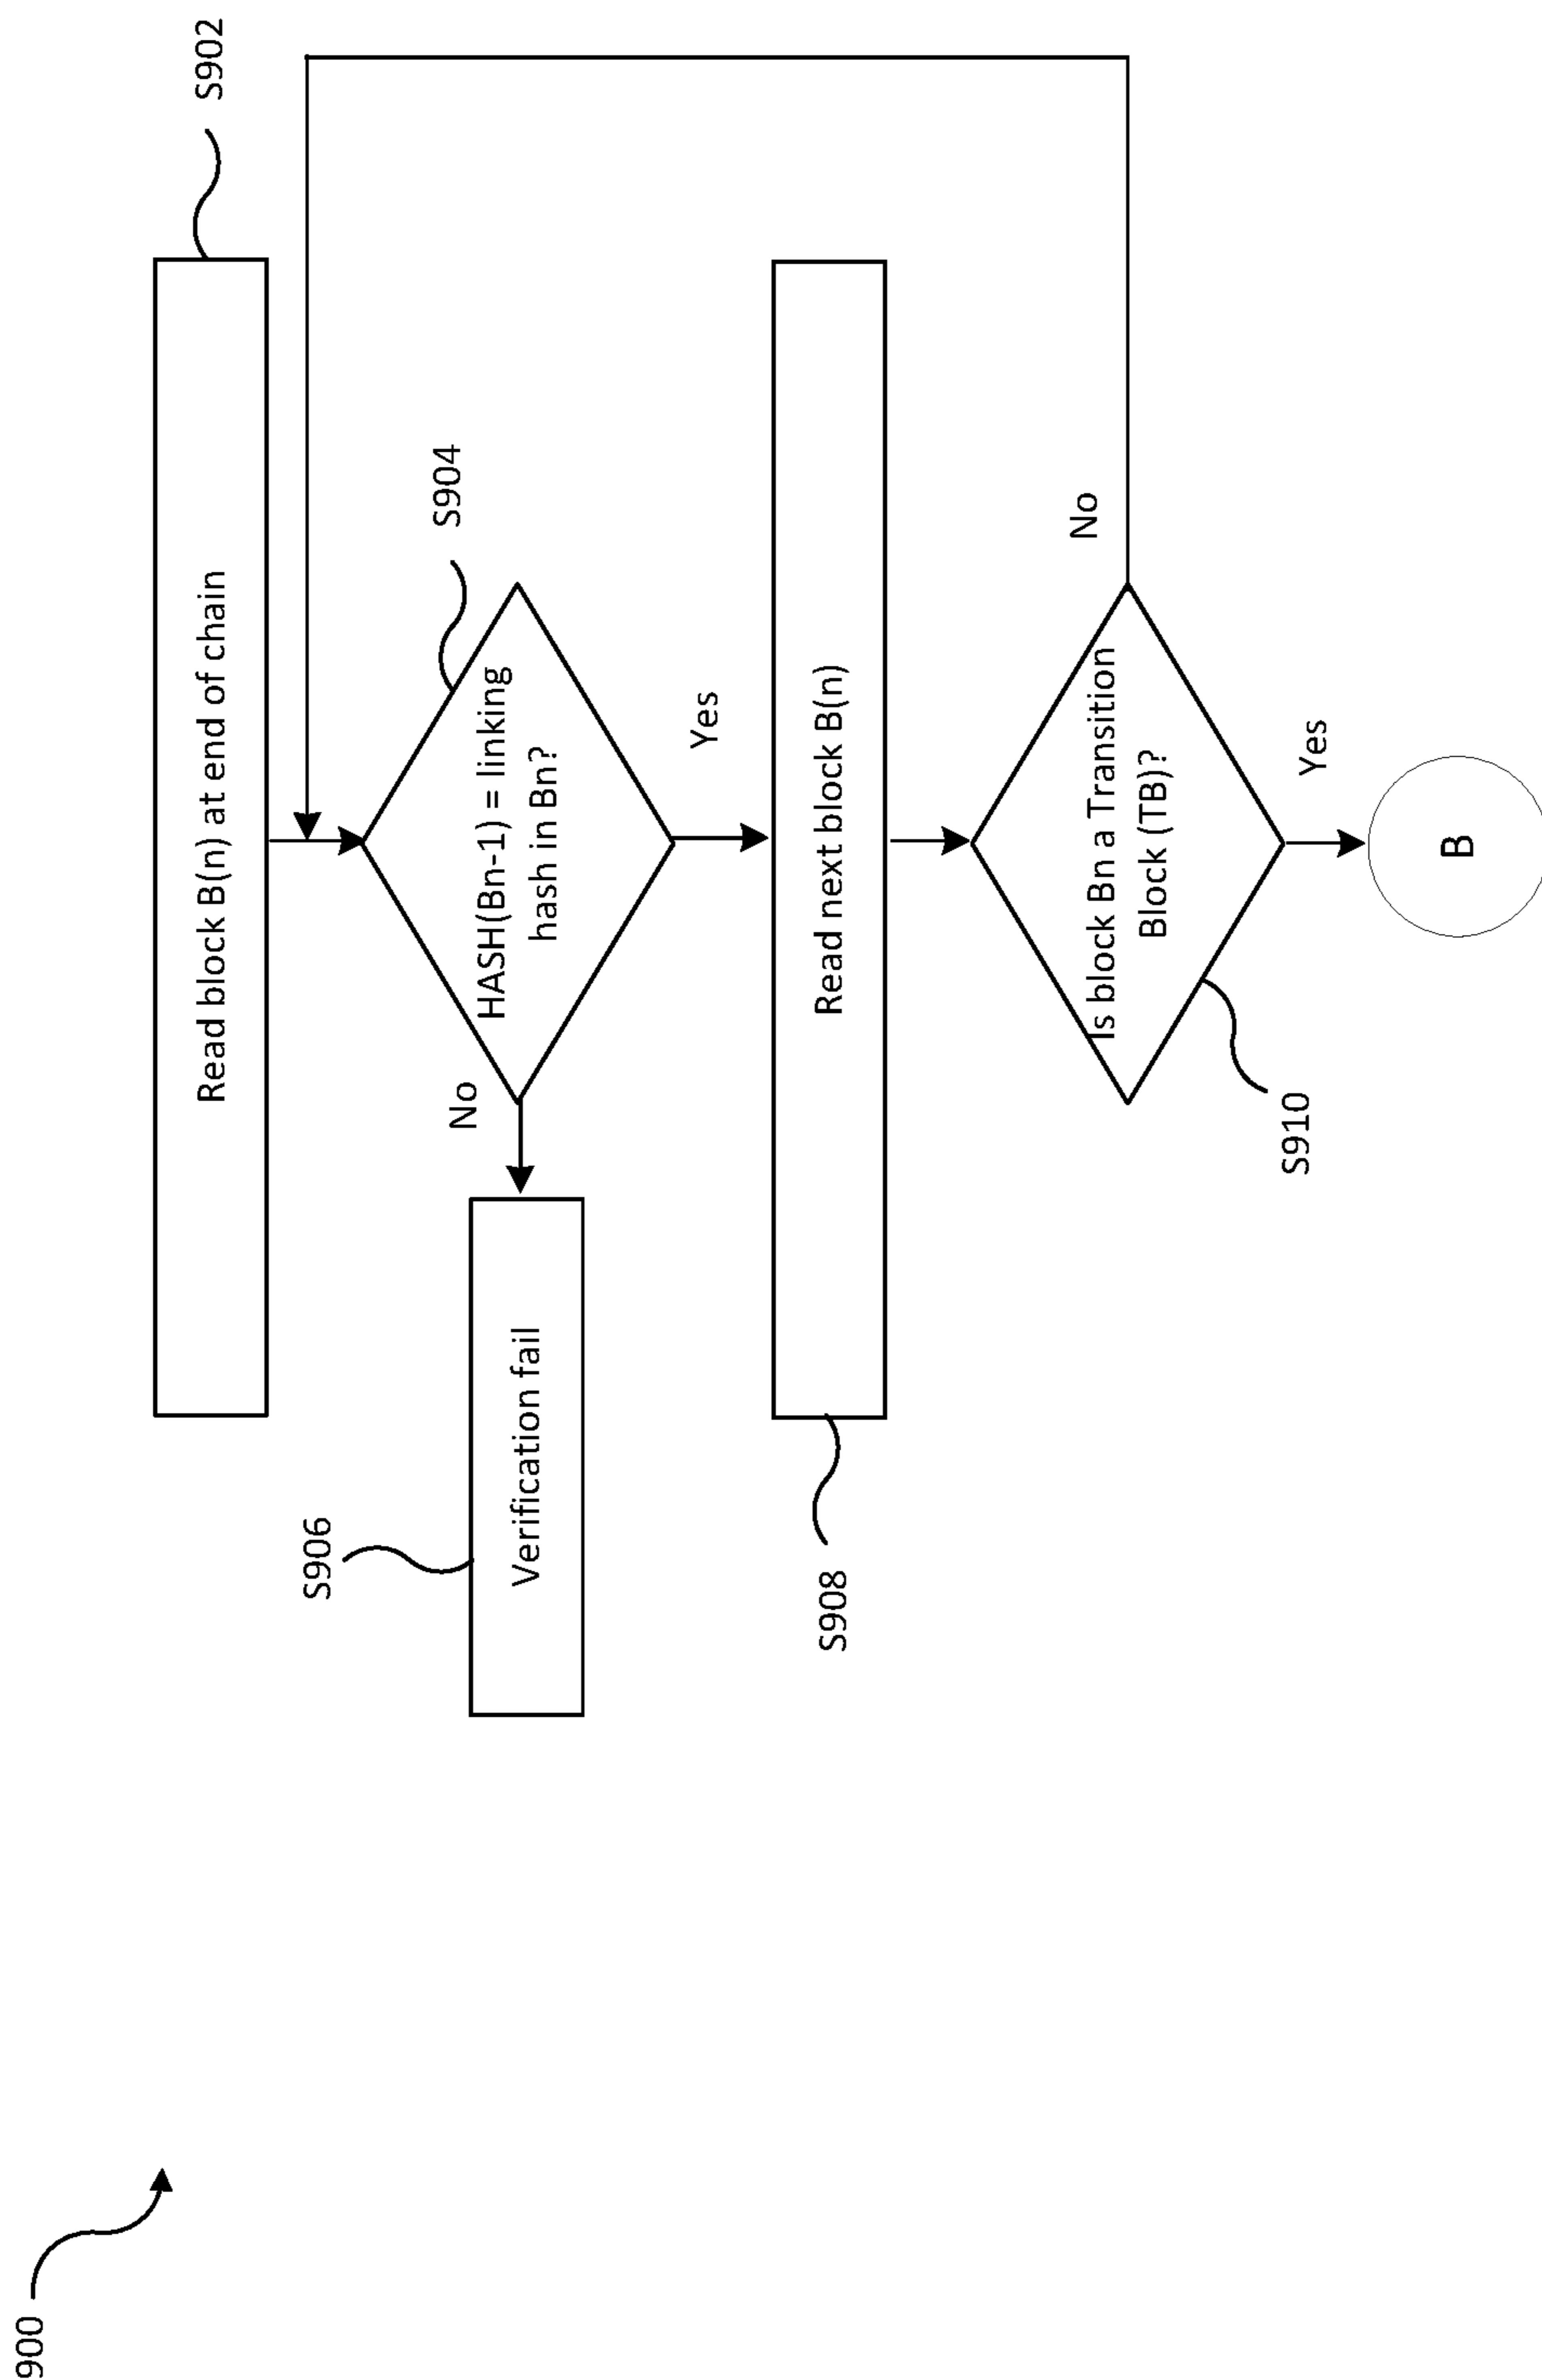 900
Read block B(n) at end of chain
S902
HASH(Bn-1) = linking
hash in Bn?
S904
No
Verification fail
S906
Yes
Read next block B(n)
S908
Is block Bn a Transition
Block (TB)?
No
S910
Yes
B